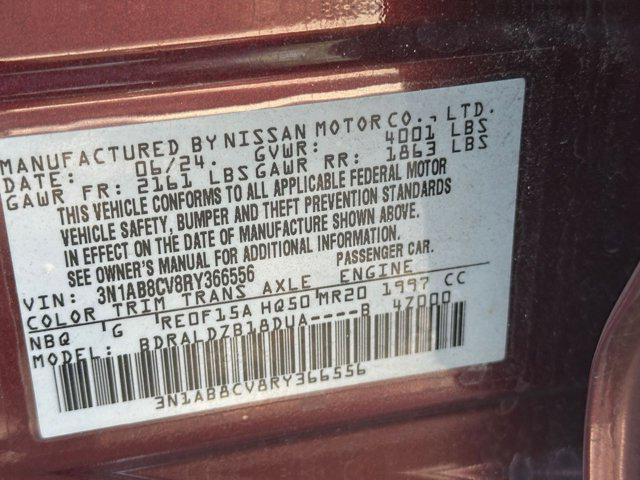 MANUFACTURED BY NISSAN MOTOR CO., LTD.
DATE: 06/24. GVWR: 4001 LBS
GAWR FR: 2161 LBS GAWR RR: 1863 LBS
THIS VEHICLE CONFORMS TO ALL APPLICABLE FEDERAL MOTOR
VEHICLE SAFETY, BUMPER AND THEFT PREVENTION STANDARDS
IN EFFECT ON THE DATE OF MANUFACTURE SHOWN ABOVE.
SEE OWNER'S MANUAL FOR ADDITIONAL INFORMATION.
VIN: 3N1AB8CV8RY366556 PASSENGER CAR.
COLOR TRIM TRANS AXLE ENGINE
NBQ G RE0F15A HQ50 MR20 1997 CC
BDRALDZB18DUA----B 4Z000
3N1AB8CV8RY366556